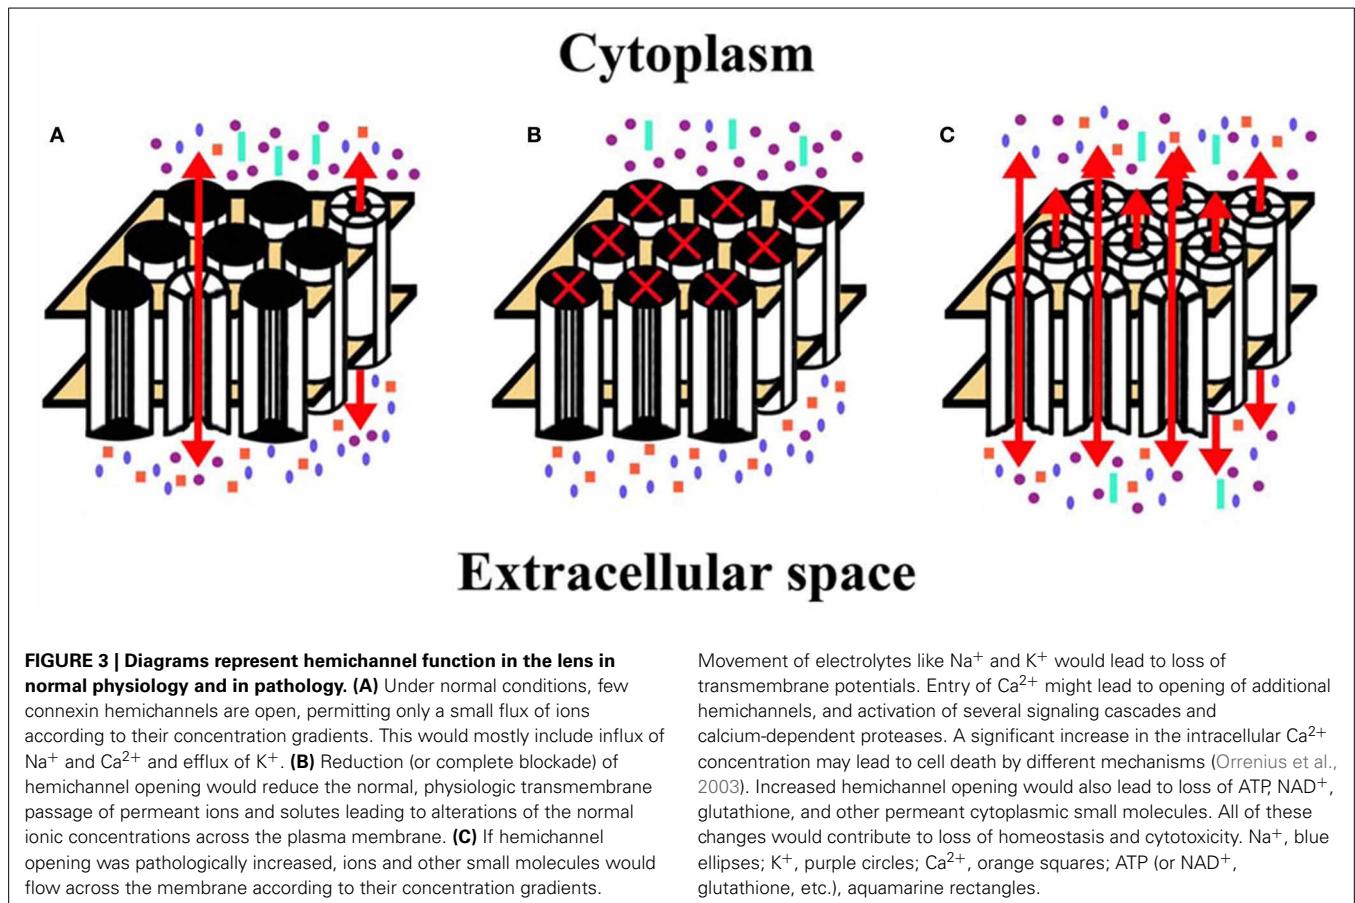 Cytoplasm
A
B
C
Extracellular space
FIGURE 3 | Diagrams represent hemichannel function in the lens in
normal physiology and in pathology. (A) Under normal conditions, few
connexin hemichannels are open, permitting only a small flux of ions
according to their concentration gradients. This would mostly include influx of
Na⁺ and Ca²⁺ and efflux of K⁺. (B) Reduction (or complete blockade) of
hemichannel opening would reduce the normal, physiologic transmembrane
passage of permeant ions and solutes leading to alterations of the normal
ionic concentrations across the plasma membrane. (C) If hemichannel
opening was pathologically increased, ions and other small molecules would
flow across the membrane according to their concentration gradients.
Movement of electrolytes like Na⁺ and K⁺ would lead to loss of
transmembrane potentials. Entry of Ca²⁺ might lead to opening of additional
hemichannels, and activation of several signaling cascades and
calcium-dependent proteases. A significant increase in the intracellular Ca²⁺
concentration may lead to cell death by different mechanisms (Orrenius et al.,
2003). Increased hemichannel opening would also lead to loss of ATP, NAD⁺,
glutathione, and other permeant cytoplasmic small molecules. All of these
changes would contribute to loss of homeostasis and cytotoxicity. Na⁺, blue
ellipses; K⁺, purple circles; Ca²⁺, orange squares; ATP (or NAD⁺,
glutathione, etc.), aquamarine rectangles.